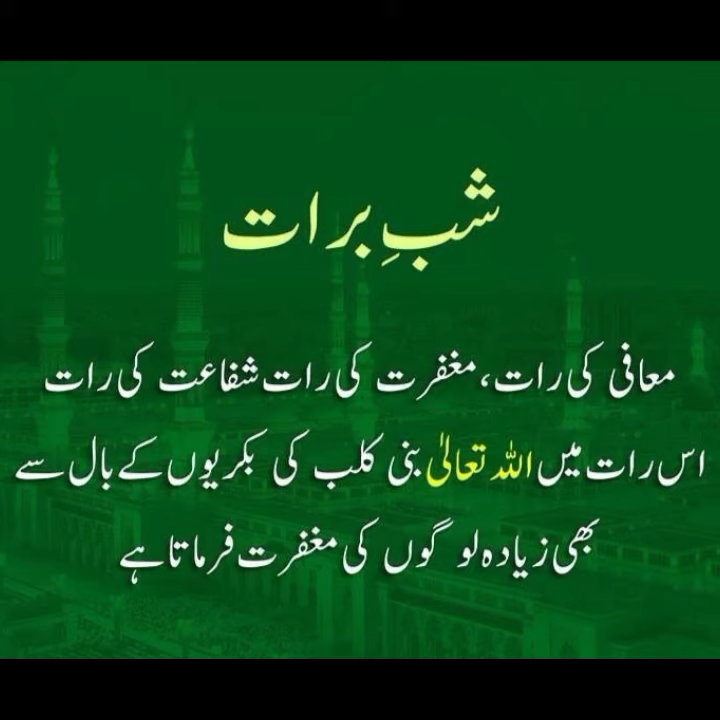 شبِ برات
معافی کی رات، مغفرت کی رات شفاعت کی رات
اس رات میں اللہ تعالیٰ بنی کلب کی بکریوں کے بال سے
بھی زیادہ لوگوں کی مغفرت فرماتا ہے